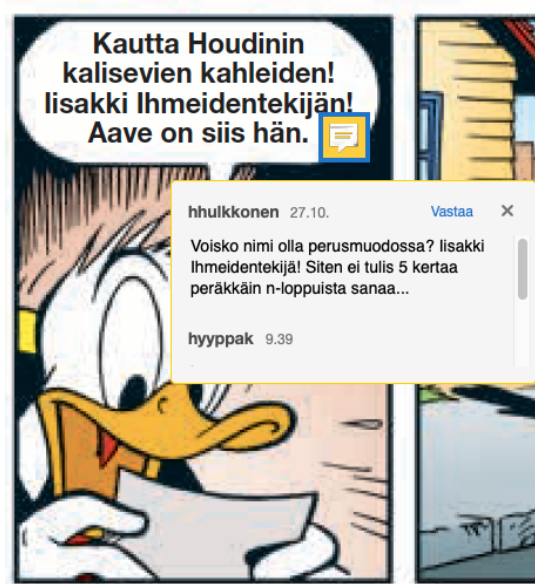 Kautta Houdinin
kalisevien kahleiden!
Iisakki Ihmeidentekijän!
Aave on siis hän.
hhulkkonen 27.10. Vastaa ×
Voisko nimi olla perusmuodossa? Iisakki
Ihmeidentekijä! Siten ei tulis 5 kertaa
peräkkäin n-loppuista sanaa...
hyyppak 9.39